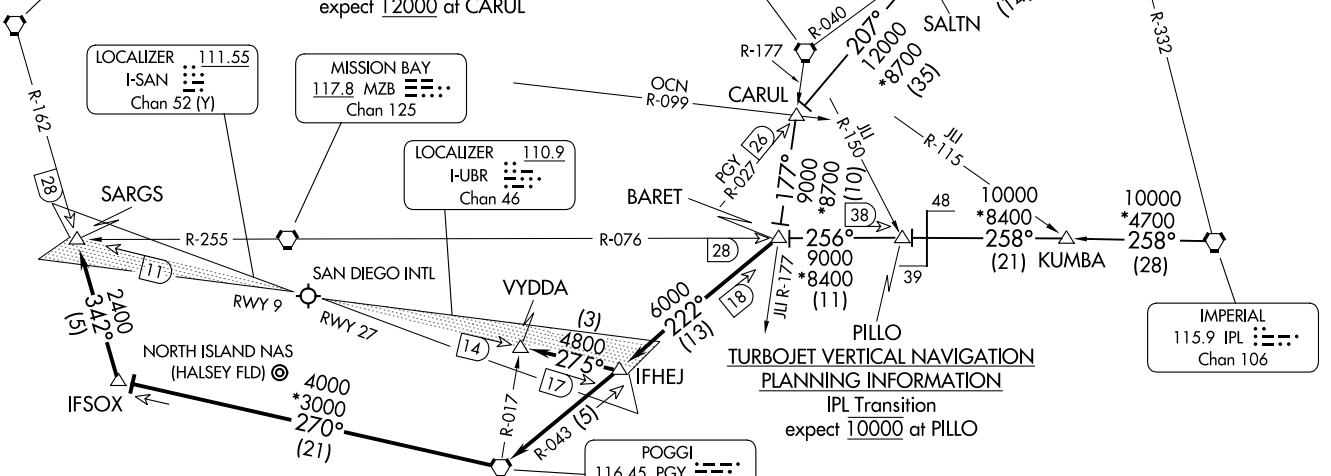 expect 12000 at CARUL
R-162
28
SARGS
LOCALIZER 111.55
I-SAN
Chan 52 (Y)
MISSION BAY
117.8 MZB
Chan 125
LOCALIZER 110.9
I-UBR
Chan 46
OCN
R-099
CARUL
R-177
R-040
207°
12000
*8700
(35)
SALTN
(14)
R-332
PGY
R-027
26
177°
9000
*8700
(10)
JLI
R-150
JLI
R-115
BARET
28
256°
9000
*8400
(11)
38
48
39
10000
*8400
258°
(21)
KUMBA
10000
*4700
258°
(28)
R-255
R-076
11
SAN DIEGO INTL
RWY 9
RWY 27
VYDDA
(3)
4800
275°
14
17
IFHEJ
6000
222°
(13)
18
JLI R-177
PILLO
TURBOJET VERTICAL NAVIGATION
PLANNING INFORMATION
IPL Transition
expect 10000 at PILLO
IMPERIAL
115.9 IPL
Chan 106
2400
342°
(5)
NORTH ISLAND NAS
(HALSEY FLD)
IFSOX
4000
*3000
270°
(21)
R-017
R-043
(5)
POGGI
116.45 PGY